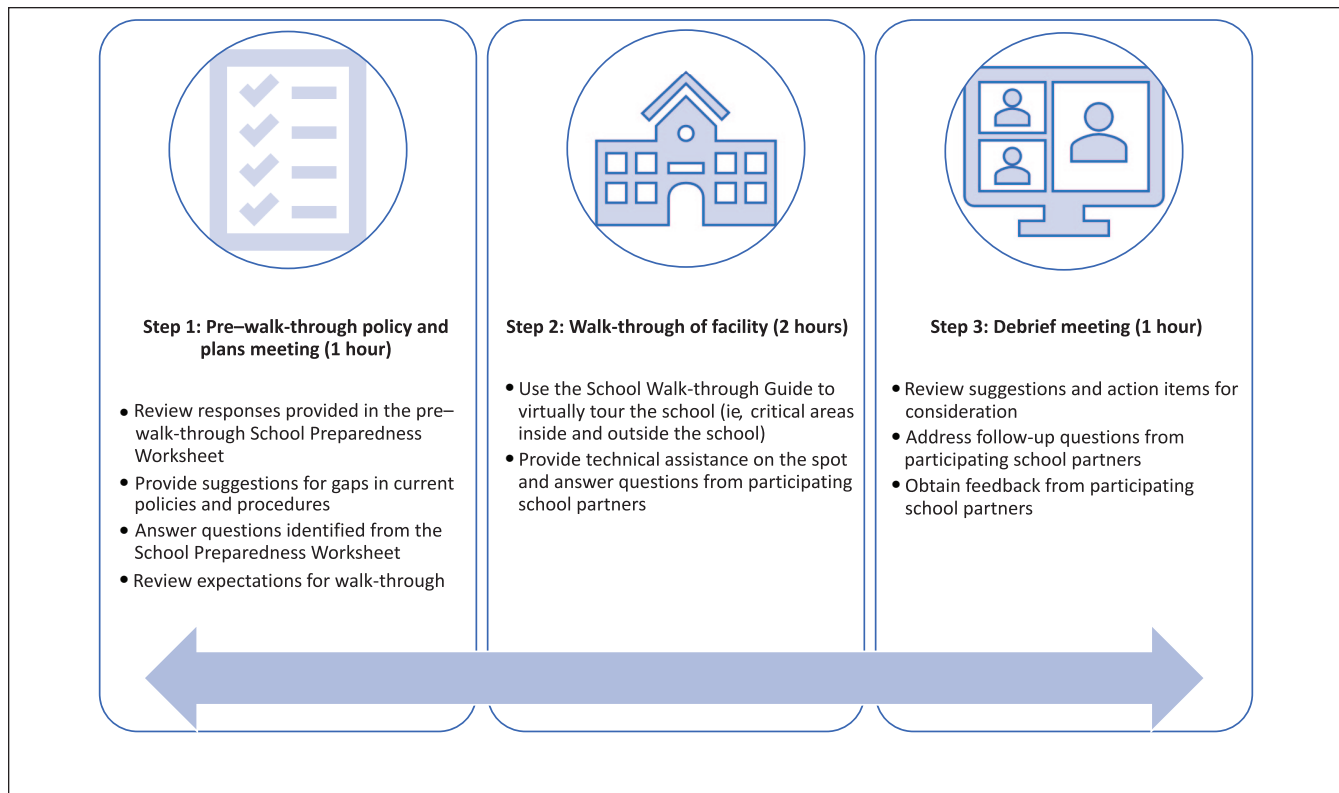 Step 1: Pre–walk-through policy and
plans meeting (1 hour)
• Review responses provided in the pre–
walk-through School Preparedness
Worksheet
• Provide suggestions for gaps in current
policies and procedures
• Answer questions identified from the
School Preparedness Worksheet
• Review expectations for walk-through
Step 2: Walk-through of facility (2 hours)
• Use the School Walk-through Guide to
virtually tour the school (ie, critical areas
inside and outside the school)
• Provide technical assistance on the spot
and answer questions from participating
school partners
Step 3: Debrief meeting (1 hour)
• Review suggestions and action items for
consideration
• Address follow-up questions from
participating school partners
• Obtain feedback from participating
school partners